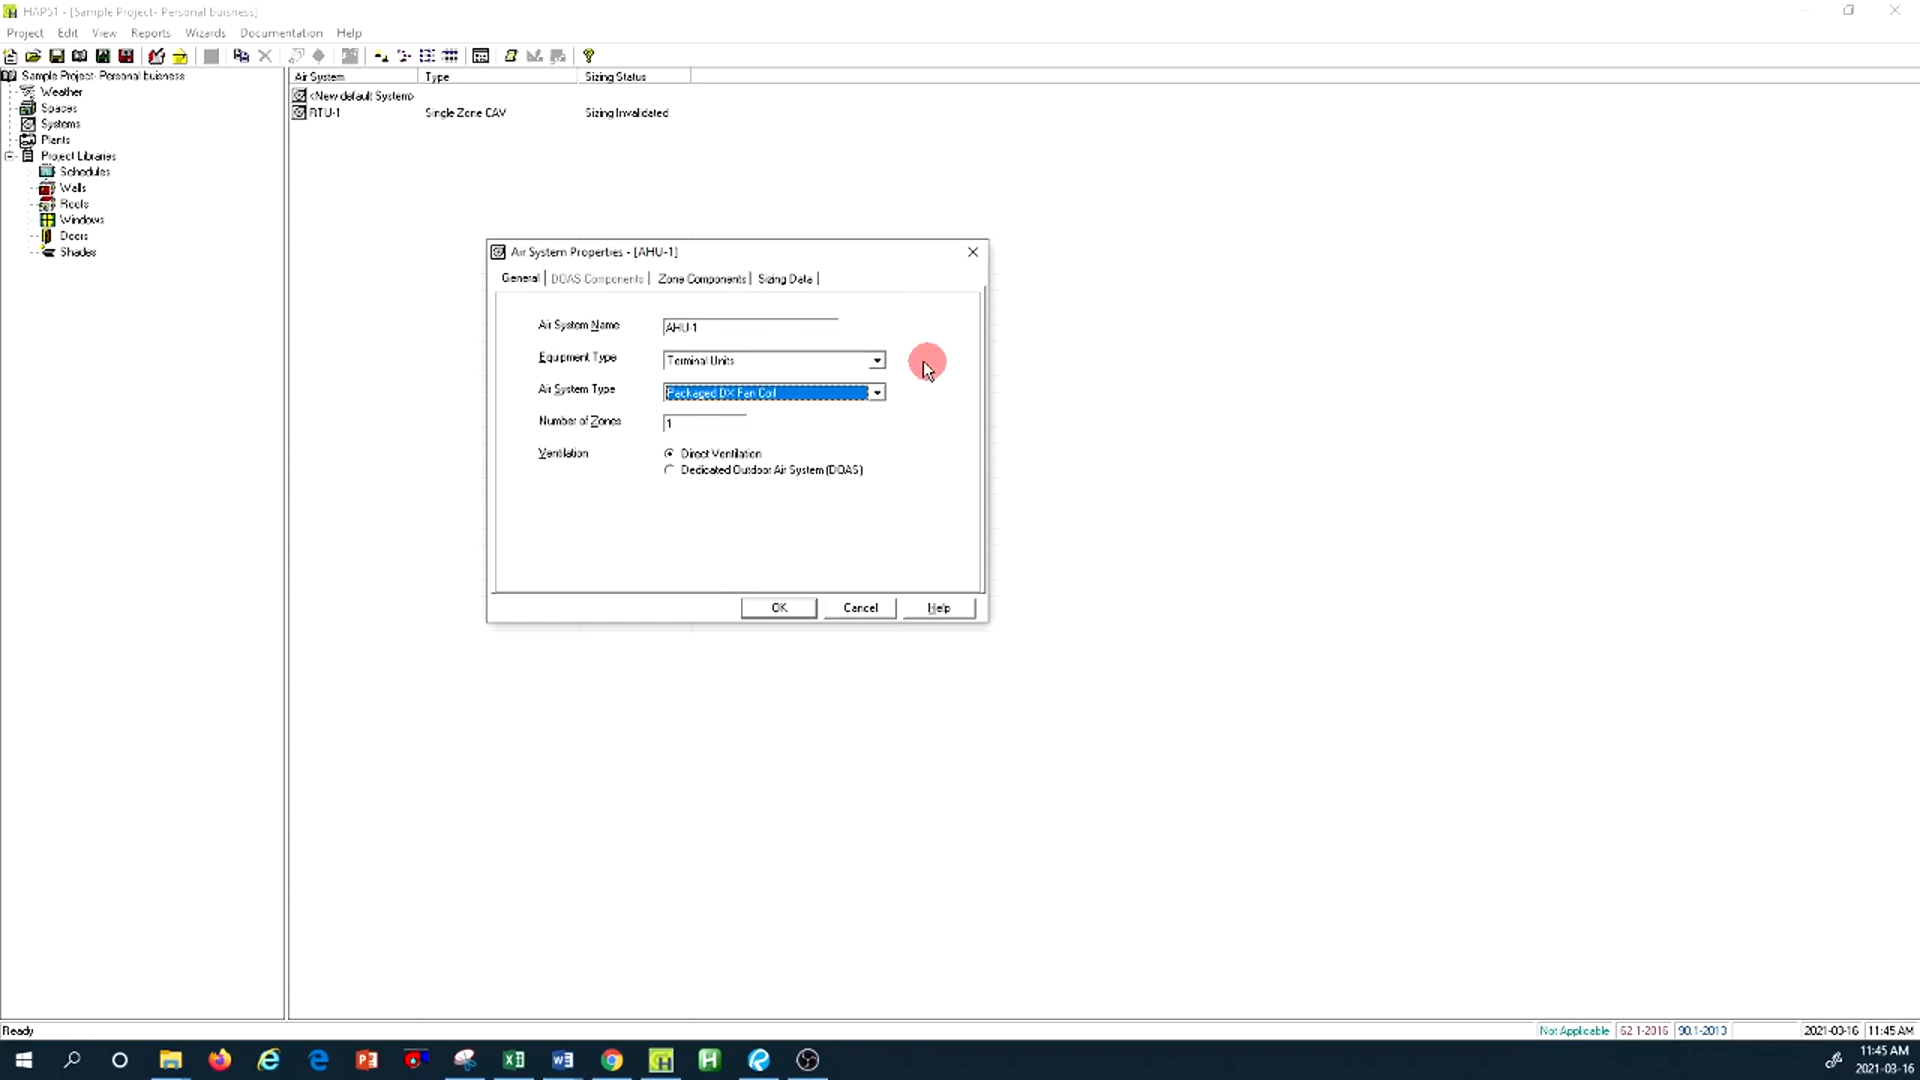 HAP51 - [Sample Project- Personal buisness]
Project Edit View Reports Wizards Documentation Help
Sample Project- Personal buisness
Weather
Spaces
Systems
Plants
Project Libraries
Schedules
Walls
Roofs
Windows
Doors
Shades
Air System Type Sizing Status
<New default System>
RTU-1 Single Zone CAV Sizing Invalidated
Air System Properties - [AHU-1]
General DOAS Components Zone Components Sizing Data
Air System Name AHU-1
Equipment Type Terminal Units
Air System Type Packaged DX Fan Coil
Number of Zones 1
Ventilation Direct Ventilation
Dedicated Outdoor Air System (DOAS)
OK Cancel Help
Ready Not Applicable 62.1-2016 90.1-2013 2021-03-16 11:45 AM
11:45 AM
2021-03-16